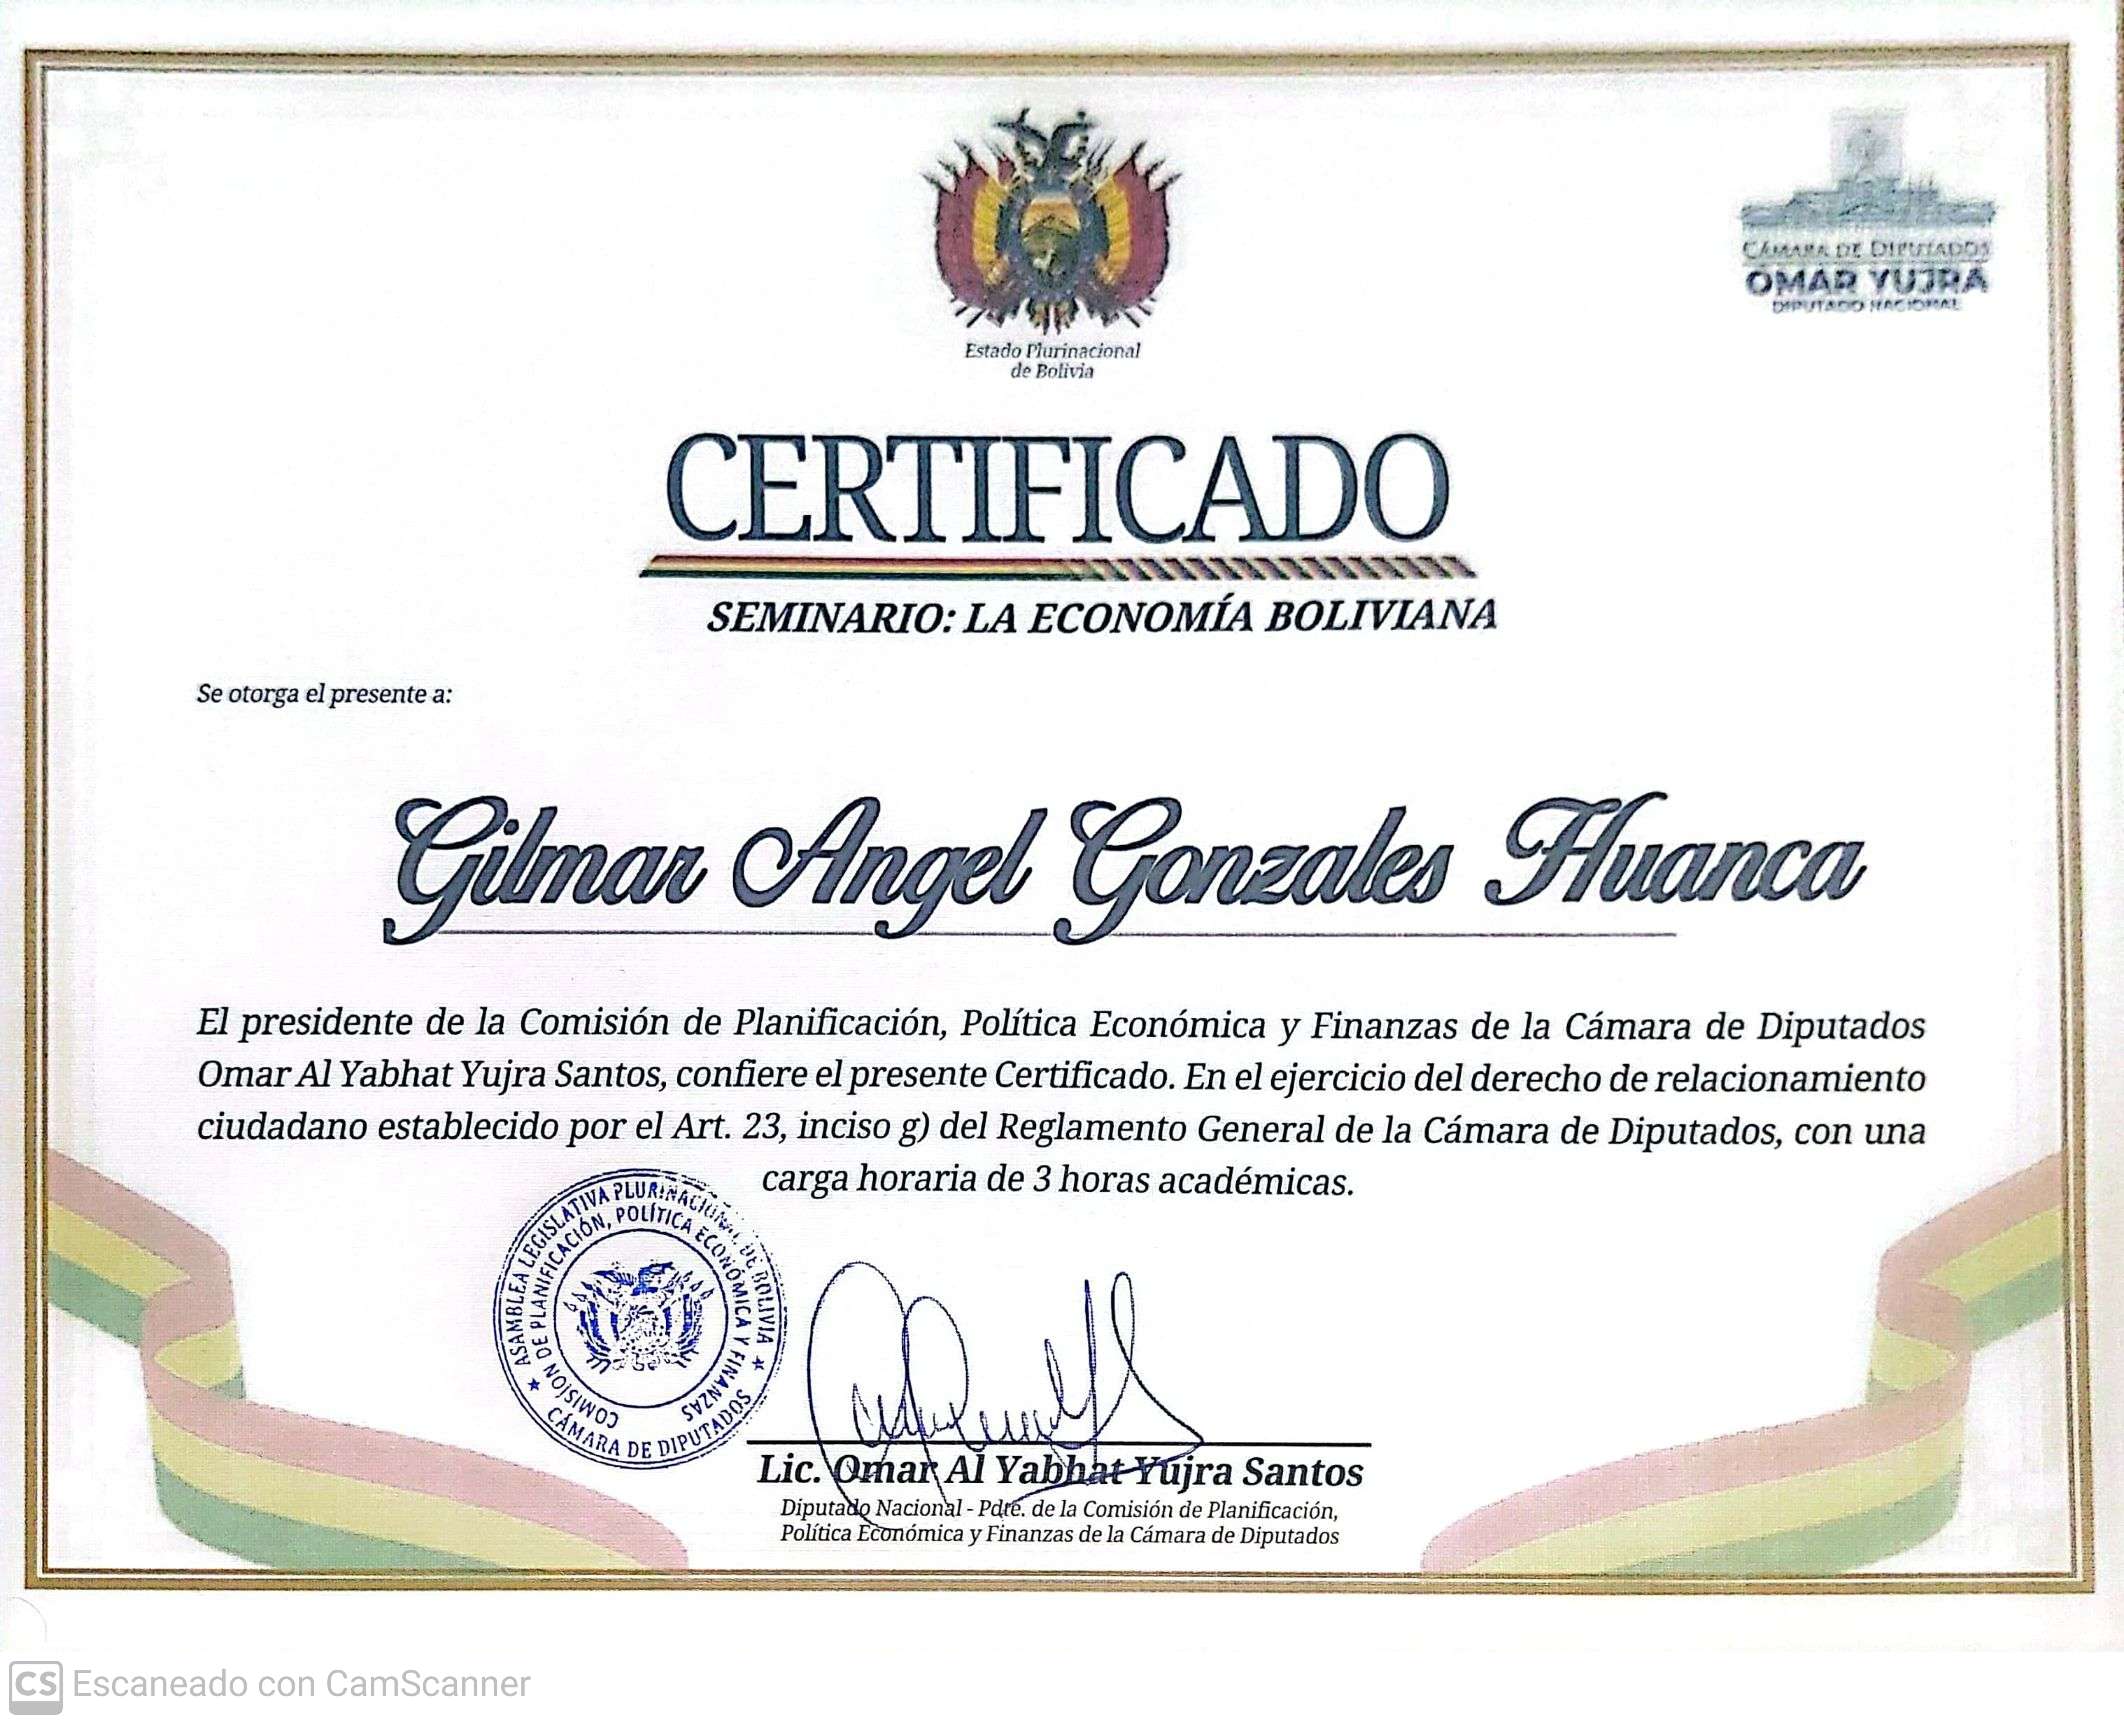 Estado Plurinacional
de Bolivia
CÁMARA DE DIPUTADOS
OMAR YUJRA
DIPUTADO NACIONAL
CERTIFICADO
SEMINARIO: LA ECONOMÍA BOLIVIANA
Se otorga el presente a:
Gilmar Angel Gonzales Huanca
El presidente de la Comisión de Planificación, Política Económica y Finanzas de la Cámara de Diputados
Omar Al Yabhat Yujra Santos, confiere el presente Certificado. En el ejercicio del derecho de relacionamiento
ciudadano establecido por el Art. 23, inciso g) del Reglamento General de la Cámara de Diputados, con una
carga horaria de 3 horas académicas.
ASAMBLEA LEGISLATIVA PLURINACIONAL DE BOLIVIA
COMISIÓN DE PLANIFICACIÓN, POLÍTICA ECONÓMICA Y FINANZAS
CÁMARA DE DIPUTADOS
Lic. Omar Al Yabhat Yujra Santos
Diputado Nacional - Pdte. de la Comisión de Planificación,
Política Económica y Finanzas de la Cámara de Diputados
CS Escaneado con CamScanner